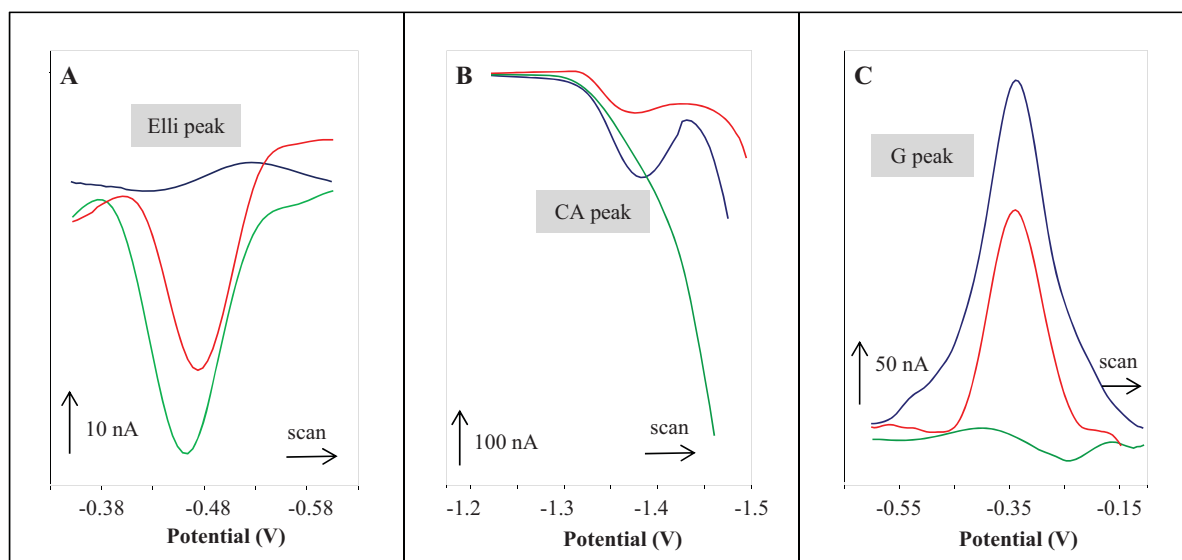 A
Elli peak
10 nA
scan
-0.38
-0.48
-0.58
Potential (V)
B
CA peak
100 nA
scan
-1.2
-1.3
-1.4
-1.5
Potential (V)
C
G peak
50 nA
scan
-0.55
-0.35
-0.15
Potential (V)